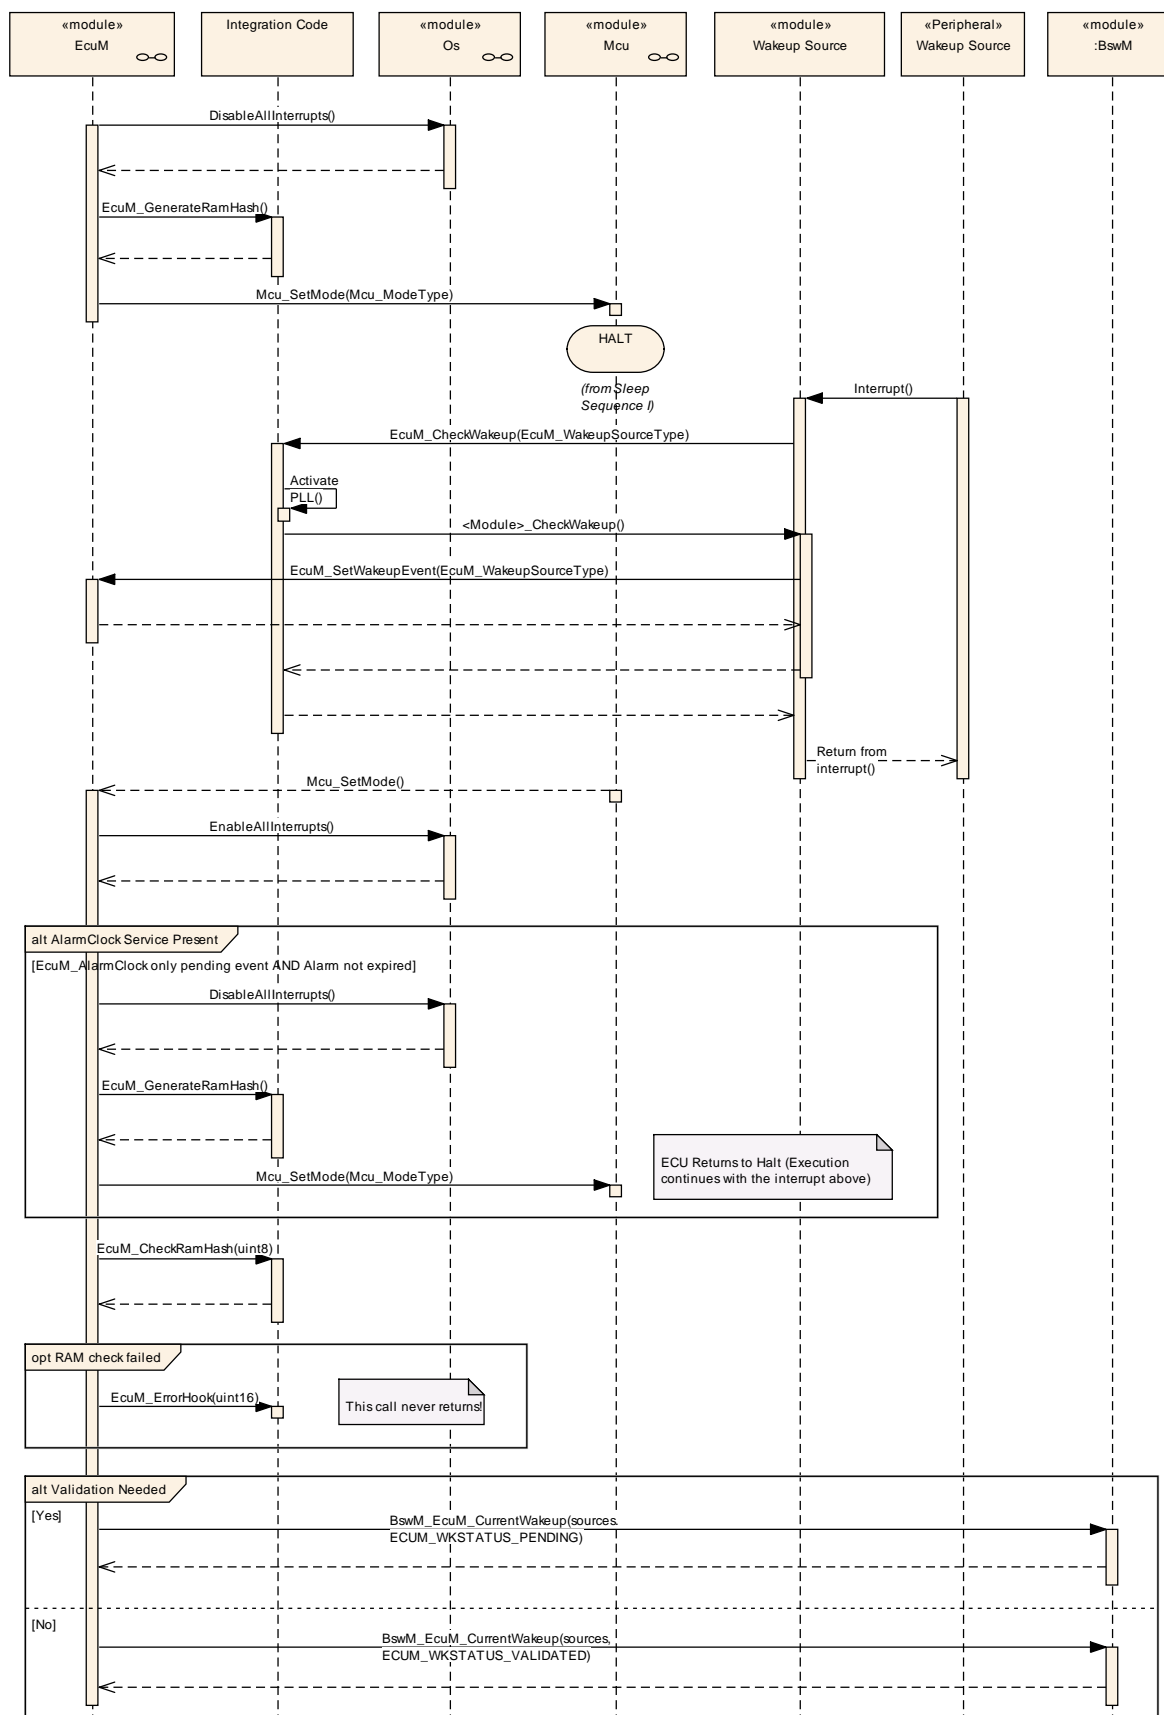 «module»
EcuM
Integration Code
«module»
Os
«module»
Mcu
«module»
Wakeup Source
«Peripheral»
Wakeup Source
«module»
:BswM
DisableAllInterrupts()
EcuM_GenerateRamHash()
Mcu_SetMode(Mcu_ModeType)
HALT
(from Sleep
Sequence I)
Interrupt()
EcuM_CheckWakeup(EcuM_WakeupSourceType)
Activate
PLL()
<Module>_CheckWakeup()
EcuM_SetWakeupEvent(EcuM_WakeupSourceType)
Return from
interrupt()
Mcu_SetMode()
EnableAllInterrupts()
alt AlarmClock Service Present
[EcuM_AlarmClock only pending event AND Alarm not expired]
DisableAllInterrupts()
EcuM_GenerateRamHash()
ECU Returns to Halt (Execution
continues with the interrupt above)
Mcu_SetMode(Mcu_ModeType)
EcuM_CheckRamHash(uint8)
opt RAM check failed
EcuM_ErrorHook(uint16)
This call never returns!
alt Validation Needed
[Yes]
BswM_EcuM_CurrentWakeup(sources,
ECUM_WKSTATUS_PENDING)
[No]
BswM_EcuM_CurrentWakeup(sources,
ECUM_WKSTATUS_VALIDATED)